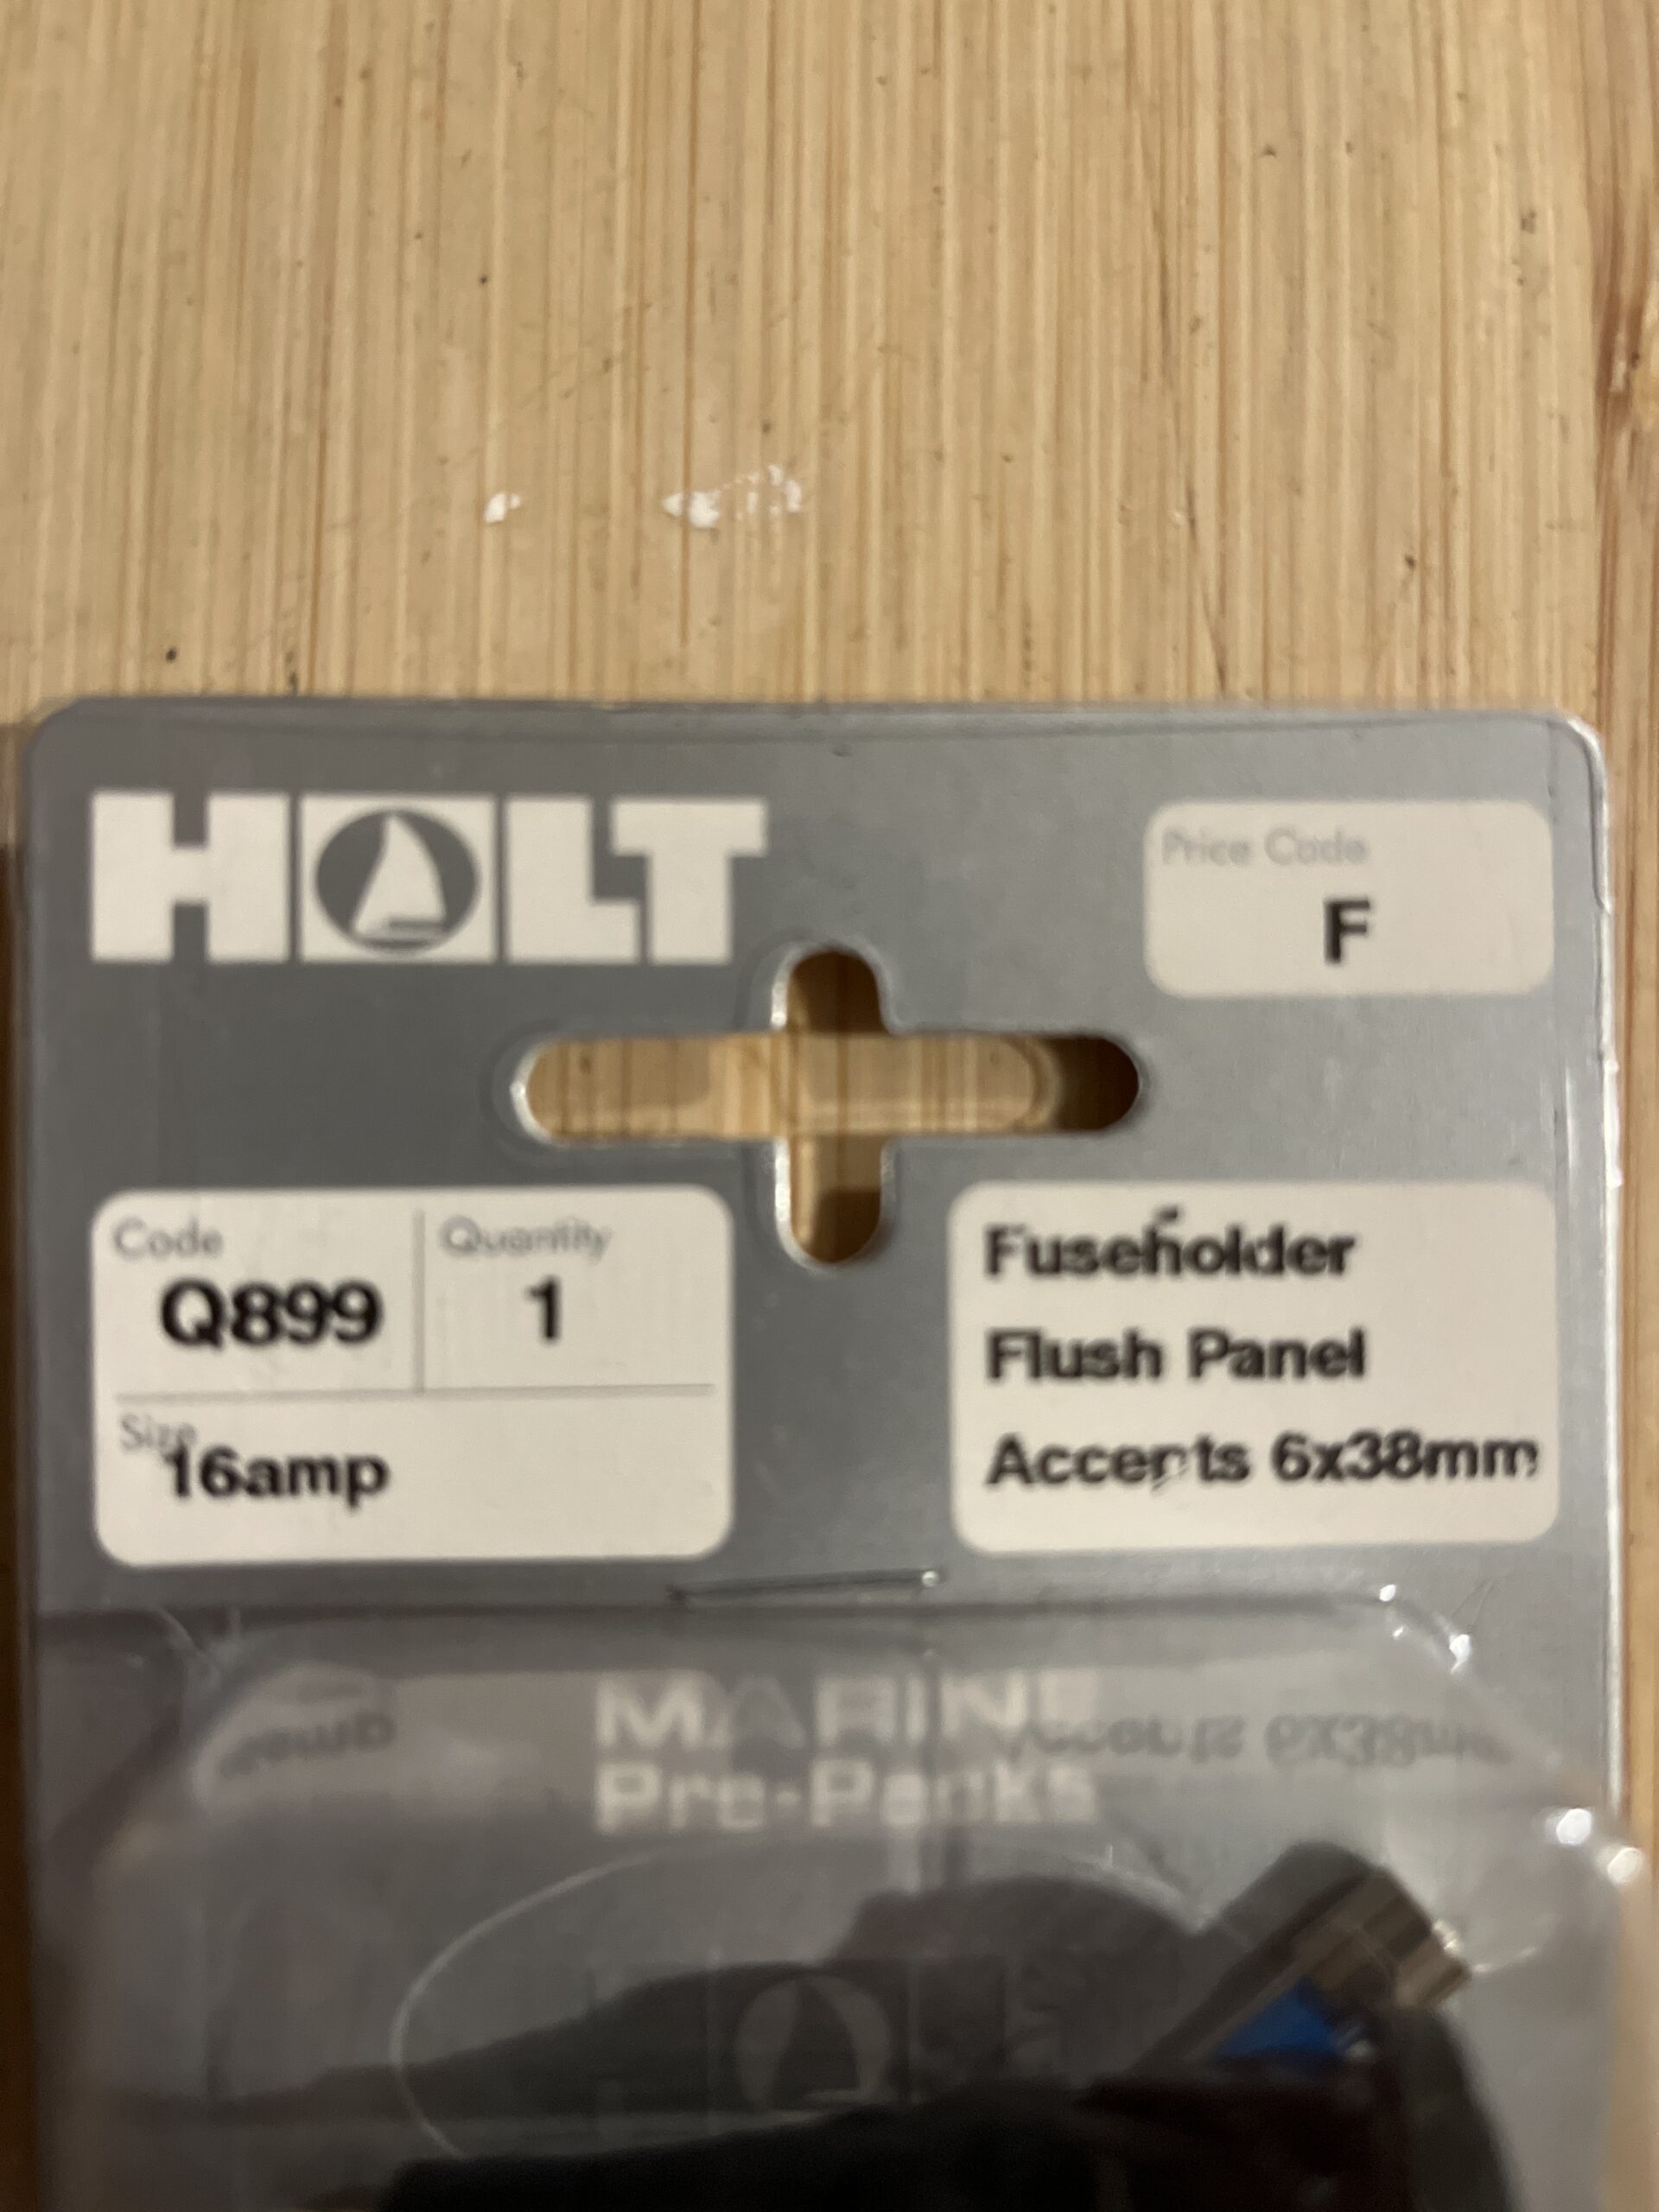 HOLT
Price Code
F
Code
Q899
Quantity
1
Size
16amp
Fuseholder
Flush Panel
Accepts 6x38mm
MARINE
Pre-Packs